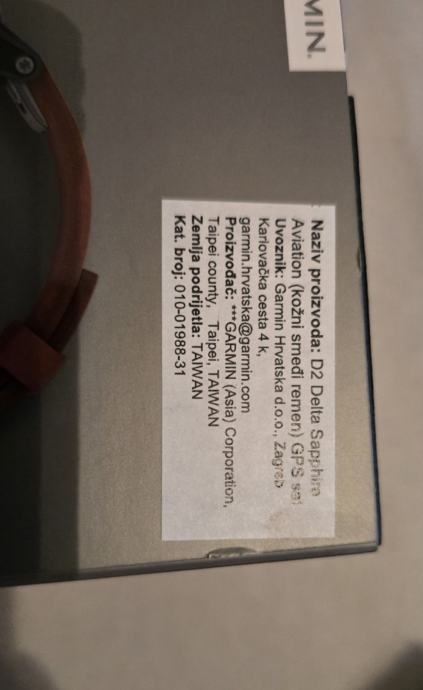 MIN.
Naziv proizvoda: D2 Delta Sapphire
Aviation (kožni smeđi remen) GPS sat
Uvoznik: Garmin Hrvatska d.o.o., Zagreb
Karlovačka cesta 4 k,
garmin.hrvatska@garmin.com
Proizvođač: ***GARMIN (Asia) Corporation,
Taipei county, Taipei, TAIWAN
Zemlja podrijetla: TAIWAN
Kat. broj: 010-01988-31